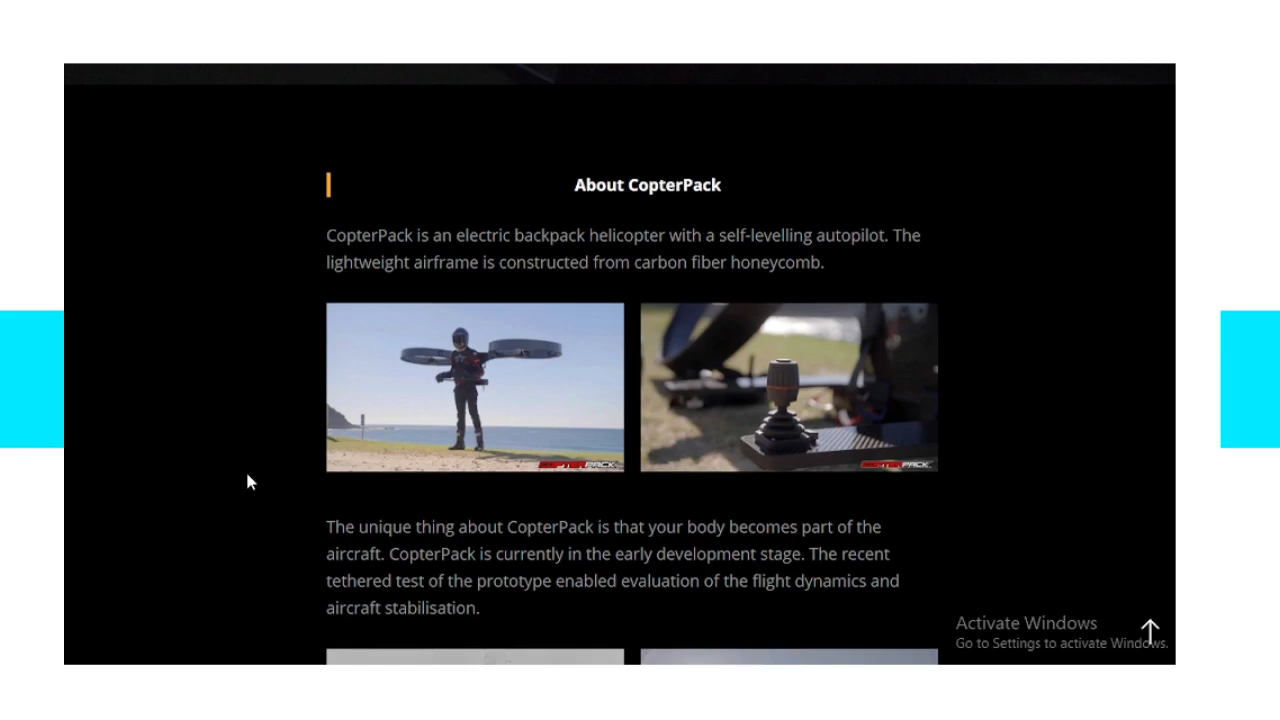 About CopterPack
CopterPack is an electric backpack helicopter with a self-levelling autopilot. The
lightweight airframe is constructed from carbon fiber honeycomb.
COPTERPACK
COPTERPACK
The unique thing about CopterPack is that your body becomes part of the
aircraft. CopterPack is currently in the early development stage. The recent
tethered test of the prototype enabled evaluation of the flight dynamics and
aircraft stabilisation.
Activate Windows
Go to Settings to activate Windows.